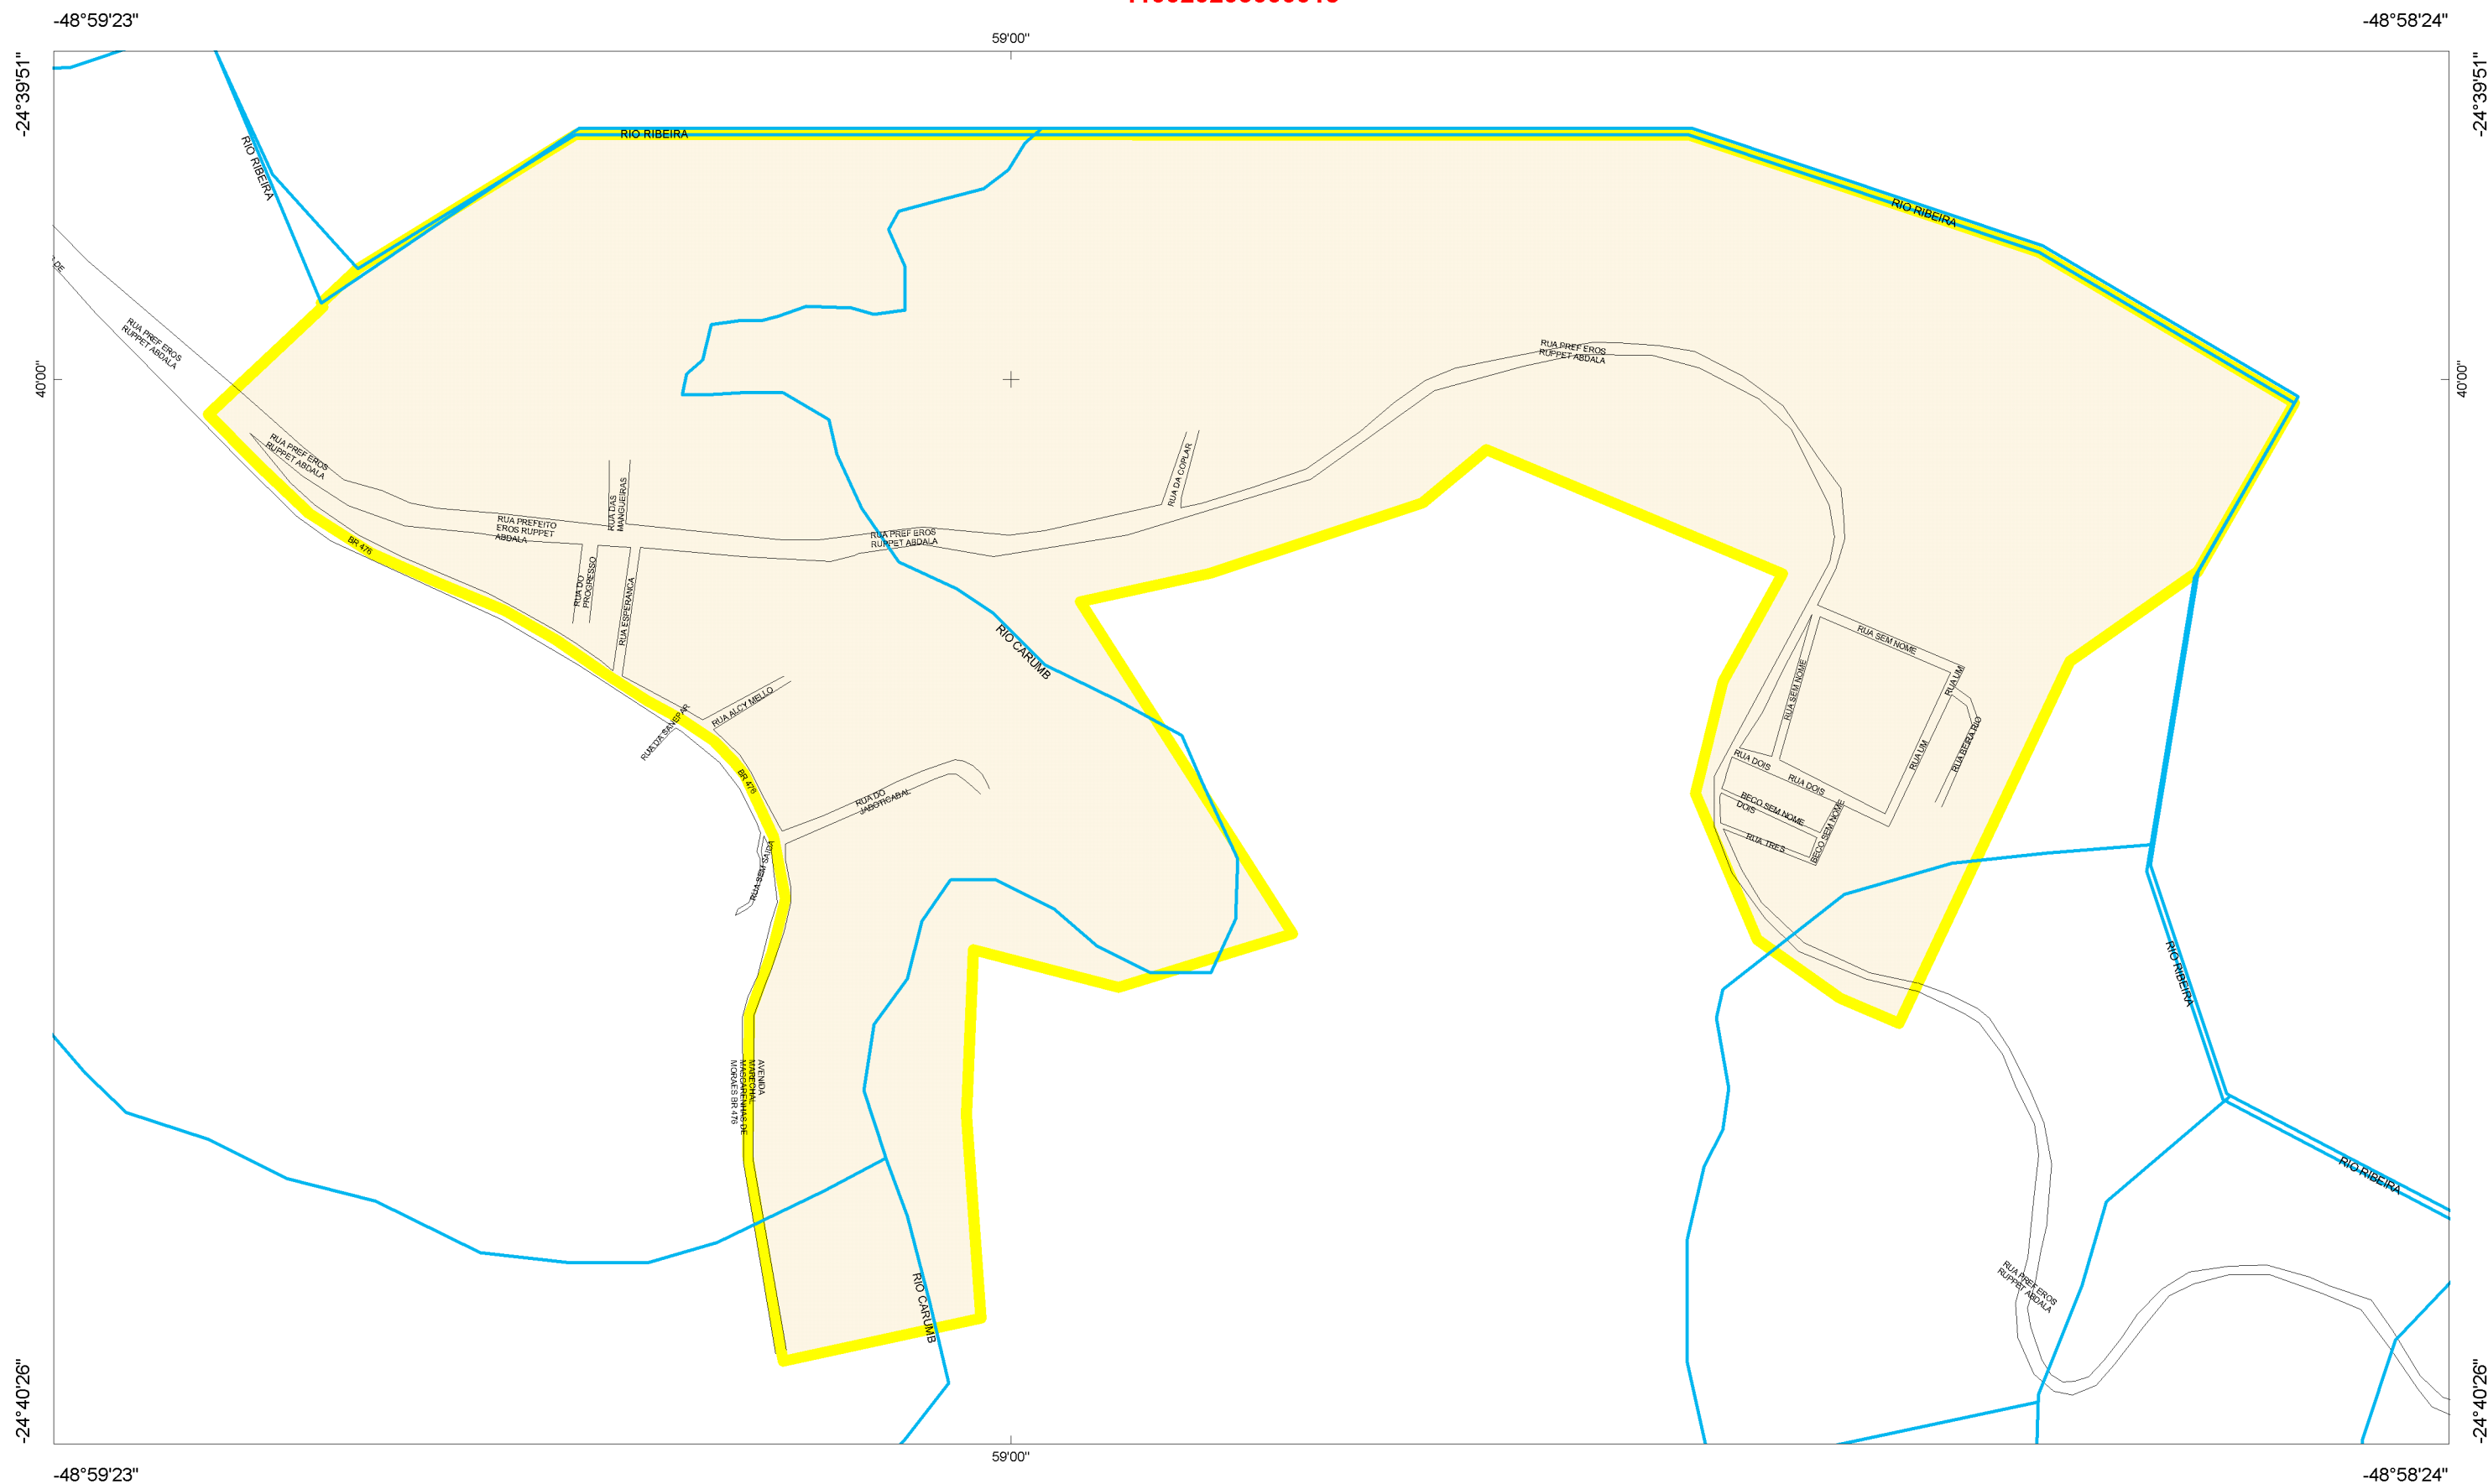 -48°59'23"
-48°58'24"
59'00"
-24°39'51"
-24°39'51"
RIO RIBEIRA
RIO RIBEIRA
RIO RIBEIRA
DE
RUA PREF EROS
RUPPET ABDALA
RUA PREF EROS
RUPPET ABDALA
40'00"
40'00"
RUA PREF EROS
RUPPET ABDALA
RUA DA COPLAR
RUA DAS
MANGUEIRAS
RUA PREFEITO
EROS RUPPET
ABDALA
RUA PREF EROS
RUPPET ABDALA
BR 476
RUA DO
PROGRESSO
RUA ESPERANCA
RIO CARUMB
RUA SEM NOME
RUA SEM NOME
RUA UM
RUA ALCY MELLO
RUA DA SANEPAR
RUA BEIRA RIO
RUA UM
RUA DOIS
RUA DOIS
BR 476
RUA DO
JABOTICABAL
BECO SEM NOME
DOIS
BECO SEM NOME
RUA TRES
RUA SEM SAIDA
RIO RIBEIRA
AVENIDA
MARECHAL
MASCARENHAS DE
MORAES BR 476
RIO RIBEIRA
RUA PREF EROS
RUPPET ABDALA
RIO CARUMB
-24°40'26"
-24°40'26"
59'00"
-48°59'23"
-48°58'24"